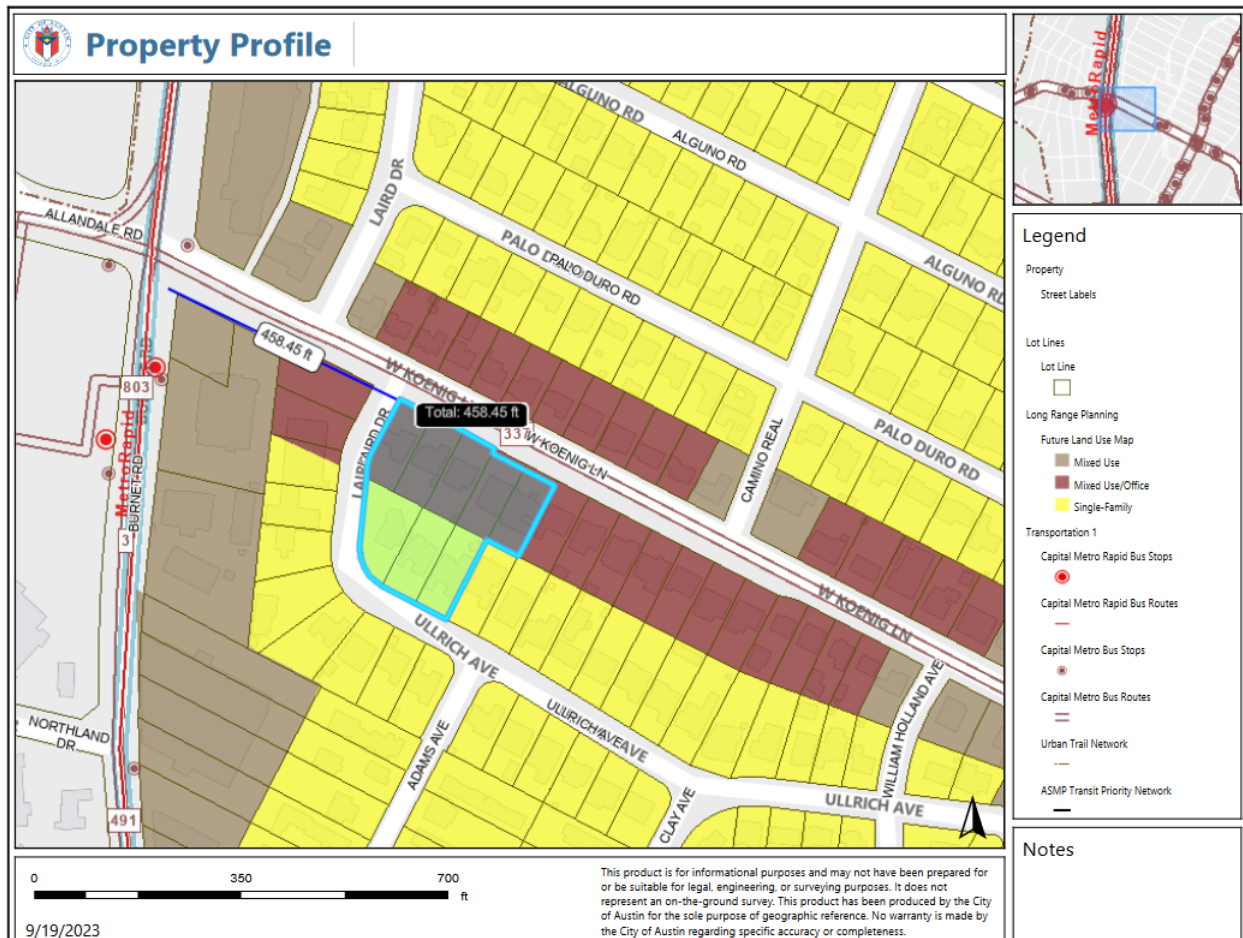 Property Profile
ALGUNO RD
ALGUNO RD
LAIRD DR
ALLANDALE RD
PALO DURO RD
ALGUNO RD
458.45 ft
W KOENIG LN
803
Total: 458.45 ft
337
W KOENIG LN
PALO DURO RD
CAMINO REAL
MetroRapid
BURNET RD
3
W KOENIG LN
ULLRICH AVE
ULLRICH AVE
WILLIAM HOLLAND AVE
NORTHLAND
DR
ADAMS AVE
CLAY AVE
ULLRICH AVE
491
MetroRapid
Legend
Property
Street Labels
Lot Lines
Lot Line
Long Range Planning
Future Land Use Map
Mixed Use
Mixed Use/Office
Single-Family
Transportation 1
Capital Metro Rapid Bus Stops
Capital Metro Rapid Bus Routes
Capital Metro Bus Stops
Capital Metro Bus Routes
Urban Trail Network
ASMP Transit Priority Network
Notes
0 350 700
ft
9/19/2023
This product is for informational purposes and may not have been prepared for
or be suitable for legal, engineering, or surveying purposes. It does not
represent an on-the-ground survey. This product has been produced by the City
of Austin for the sole purpose of geographic reference. No warranty is made by
the City of Austin regarding specific accuracy or completeness.